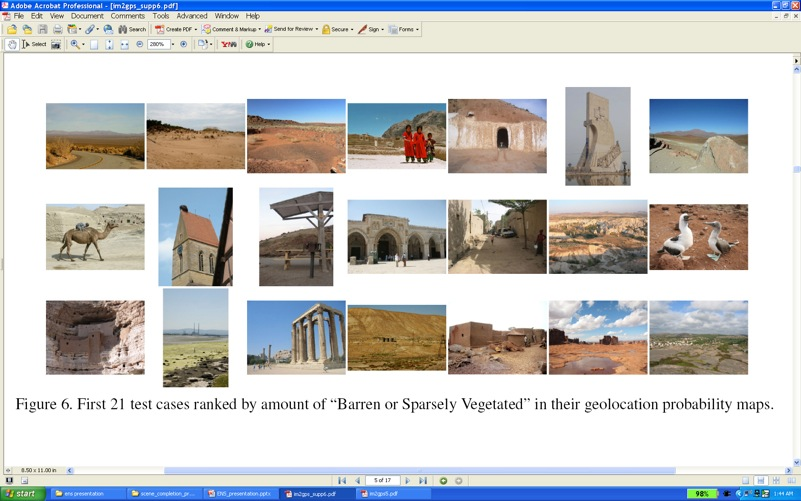 Adobe Acrobat Professional - [im2gps_supp6.pdf]
File Edit View Document Comments Tools Advanced Window Help
Search Create PDF Comment & Markup Send for Review Secure Sign Forms
Select 280% Help
Figure 6. First 21 test cases ranked by amount of “Barren or Sparsely Vegetated” in their geolocation probability maps.
8.50 x 11.00 in
5 of 17
start ens presentation scene_completion_pr... ENS_presentation.pptx im2gps_supp6.pdf im2gps5.pdf 98% 1:44 AM